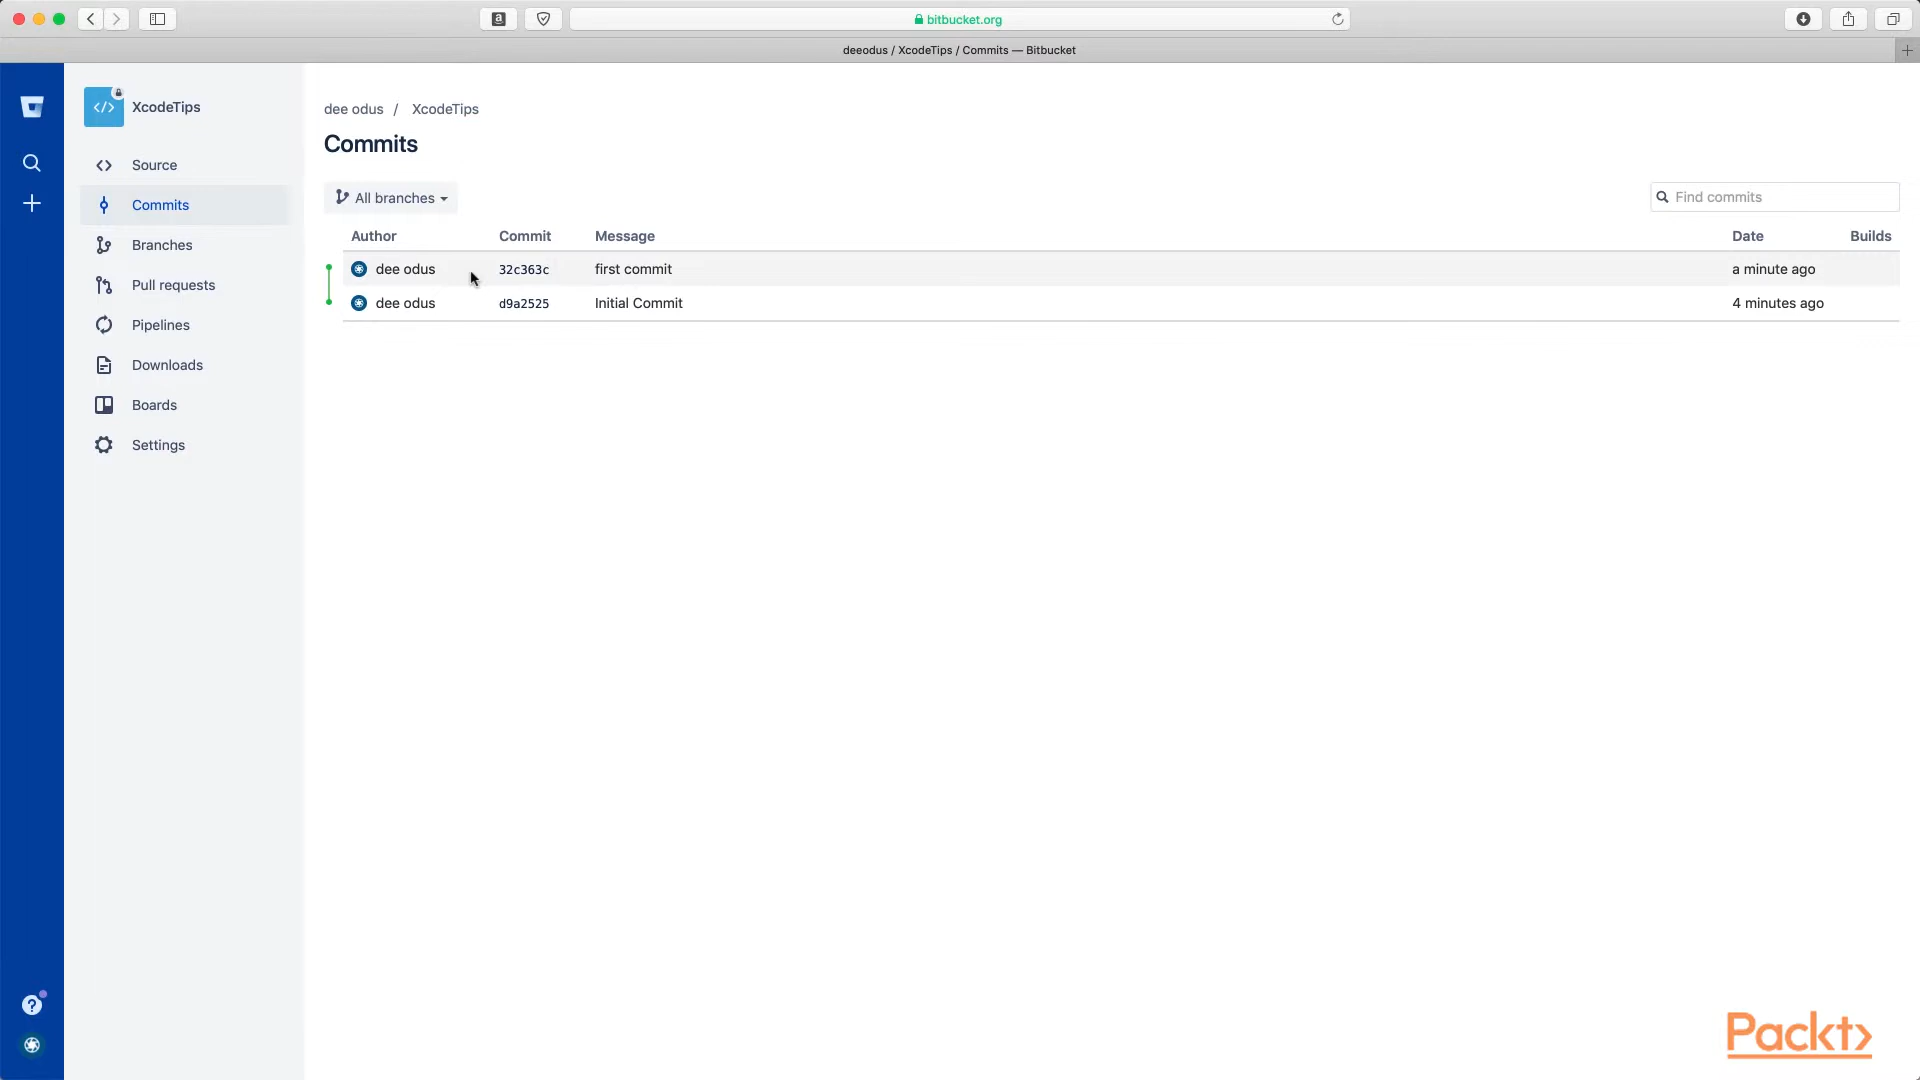 bitbucket.org
deeodus / XcodeTips / Commits — Bitbucket
XcodeTips
Source
Commits
Branches
Pull requests
Pipelines
Downloads
Boards
Settings
dee odus / XcodeTips
Commits
All branches
Find commits
Author Commit Message Date Builds
dee odus 32c363c first commit a minute ago
dee odus d9a2525 Initial Commit 4 minutes ago
Packt>